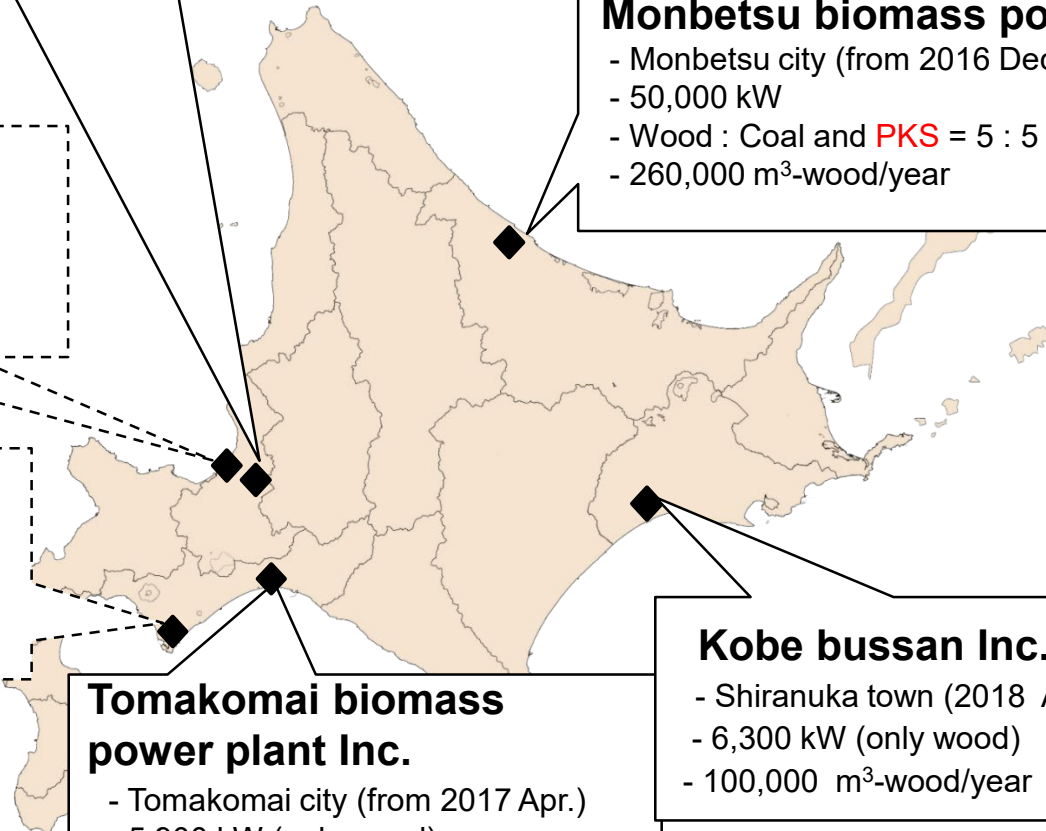 Monbetsu biomass
- Monbetsu city (from 2016
- 50,000 kW
- Wood : Coal and PKS = 5 : 5
- 260,000 m³-wood/year
Kobe bussan Inc.
- Shiranuka town (2018
- 6,300 kW (only wood)
- 100,000 m³-wood/year
Tomakomai biomass
power plant Inc.
- Tomakomai city (from 2017 Apr.)